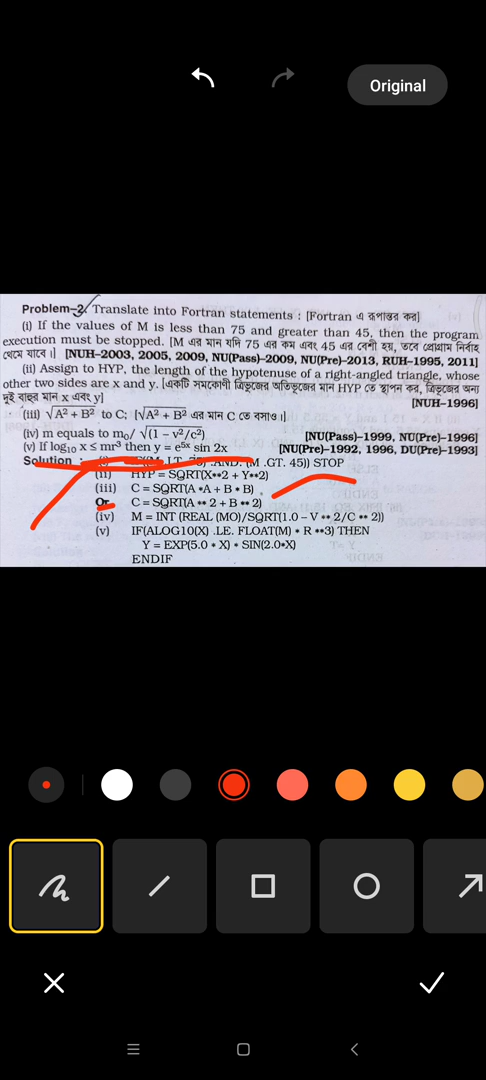 Original
Problem–2. Translate into Fortran statements : [Fortran এ রূপান্তর কর]
(i) If the values of M is less than 75 and greater than 45, then the program
execution must be stopped. [M এর মান যদি 75 এর কম এবং 45 এর বেশী হয়, তবে প্রোগ্রাম নির্বাহ
থেমে যাবে।] [NUH–2003, 2005, 2009, NU(Pass)–2009, NU(Pre)–2013, RUH–1995, 2011]
(ii) Assign to HYP, the length of the hypotenuse of a right-angled triangle, whose
other two sides are x and y. [একটি সমকোণী ত্রিভুজের অতিভুজের মান HYP তে স্থাপন কর, ত্রিভুজের অন্য
দুই বাহুর মান x এবং y] [NUH–1996]
(iii) √A² + B² to C; [√A² + B² এর মান C তে বসাও।]
(iv) m equals to m₀/ √(1 – v²/c²) [NU(Pass)–1999, NU(Pre)–1996]
(v) If log₁₀ x ≤ mr³ then y = e⁵ˣ sin 2x [NU(Pre)–1992, 1996, DU(Pre)–1993]
Solution : .AND. (M .GT. 45)) STOP
(ii) HYP = SQRT(X**2 + Y**2)
(iii) C = SQRT(A *A + B * B)
Or C = SQRT(A ** 2 + B ** 2)
(iv) M = INT (REAL (MO)/SQRT(1.0 – V ** 2/C ** 2))
(v) IF(ALOG10(X) .LE. FLOAT(M) * R **3) THEN
Y = EXP(5.0 * X) * SIN(2.0*X)
ENDIF